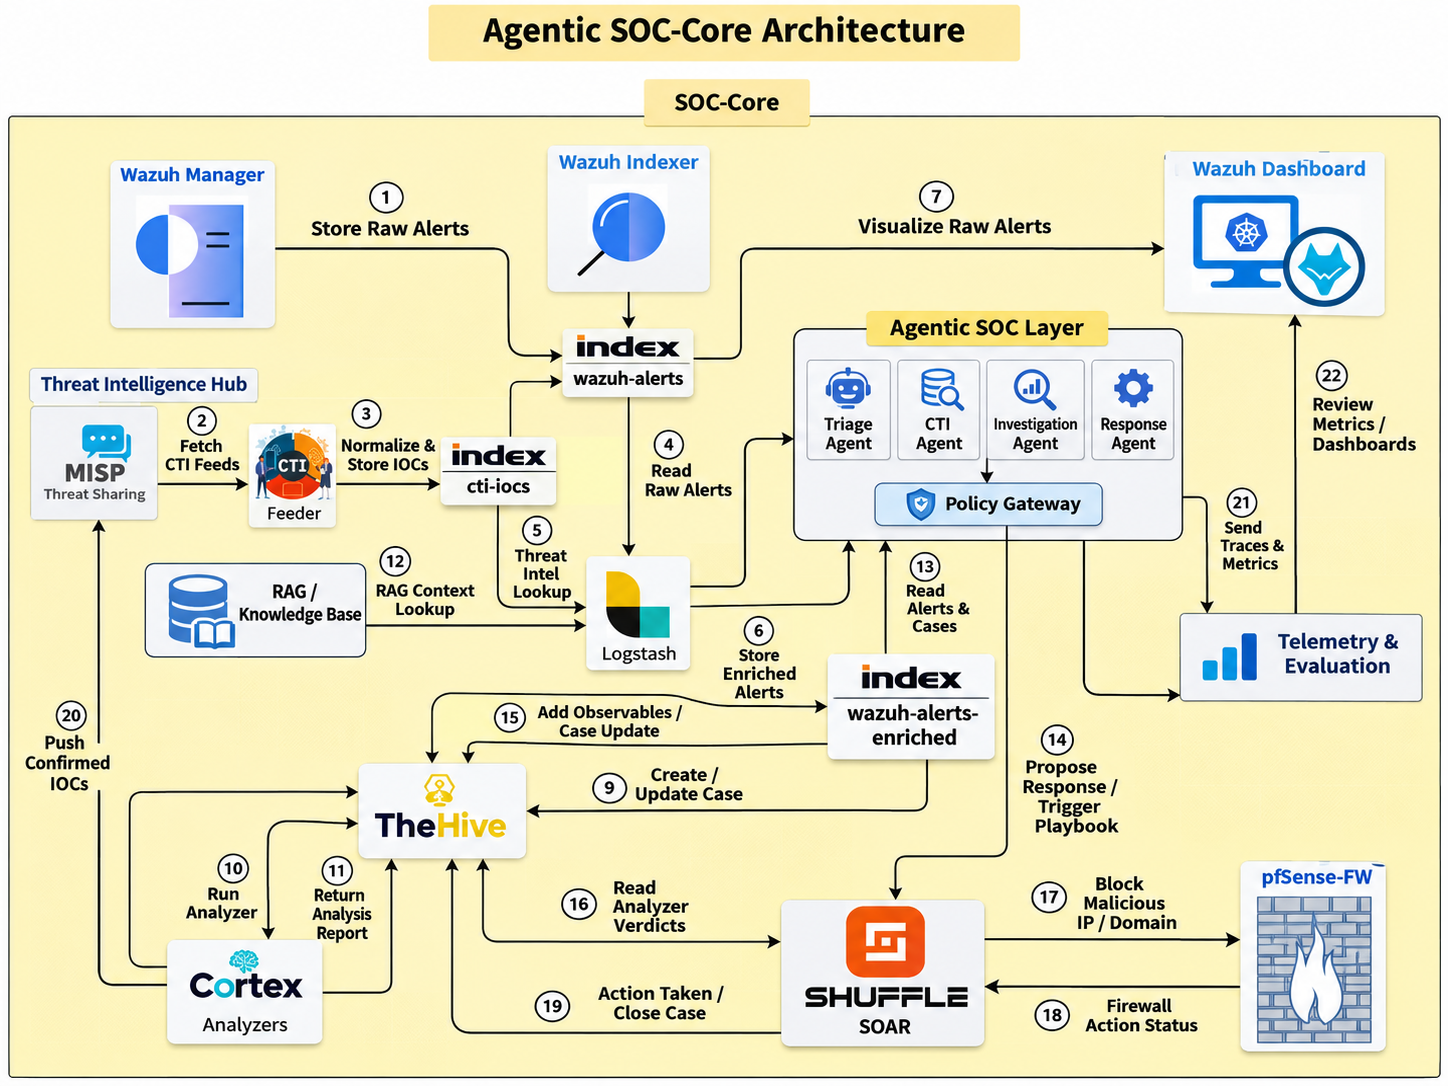 Agentic SOC-Core Architecture
SOC-Core
Wazuh Manager
1
Store Raw Alerts
Wazuh Indexer
7
Visualize Raw Alerts
Wazuh Dashboard
index
wazuh-alerts
Agentic SOC Layer
Triage
Agent
CTI
Agent
Investigation
Agent
Response
Agent
Policy Gateway
22
Review
Metrics /
Dashboards
Threat Intelligence Hub
MISP
Threat Sharing
2
Fetch
CTI Feeds
CTI
Feeder
3
Normalize &
Store IOCs
index
cti-iocs
4
Read
Raw Alerts
5
Threat
Intel
Lookup
21
Send
Traces &
Metrics
RAG /
Knowledge Base
12
RAG Context
Lookup
Logstash
13
Read
Alerts &
Cases
6
Store
Enriched
Alerts
Telemetry &
Evaluation
index
wazuh-alerts-
enriched
20
Push
Confirmed
IOCs
15
Add Observables /
Case Update
9
Create /
Update Case
14
Propose
Response /
Trigger
Playbook
TheHive
10
Run
Analyzer
11
Return
Analysis
Report
16
Read
Analyzer
Verdicts
17
Block
Malicious
IP / Domain
pfSense-FW
Cortex
Analyzers
19
Action Taken /
Close Case
SHUFFLE
SOAR
18
Firewall
Action Status